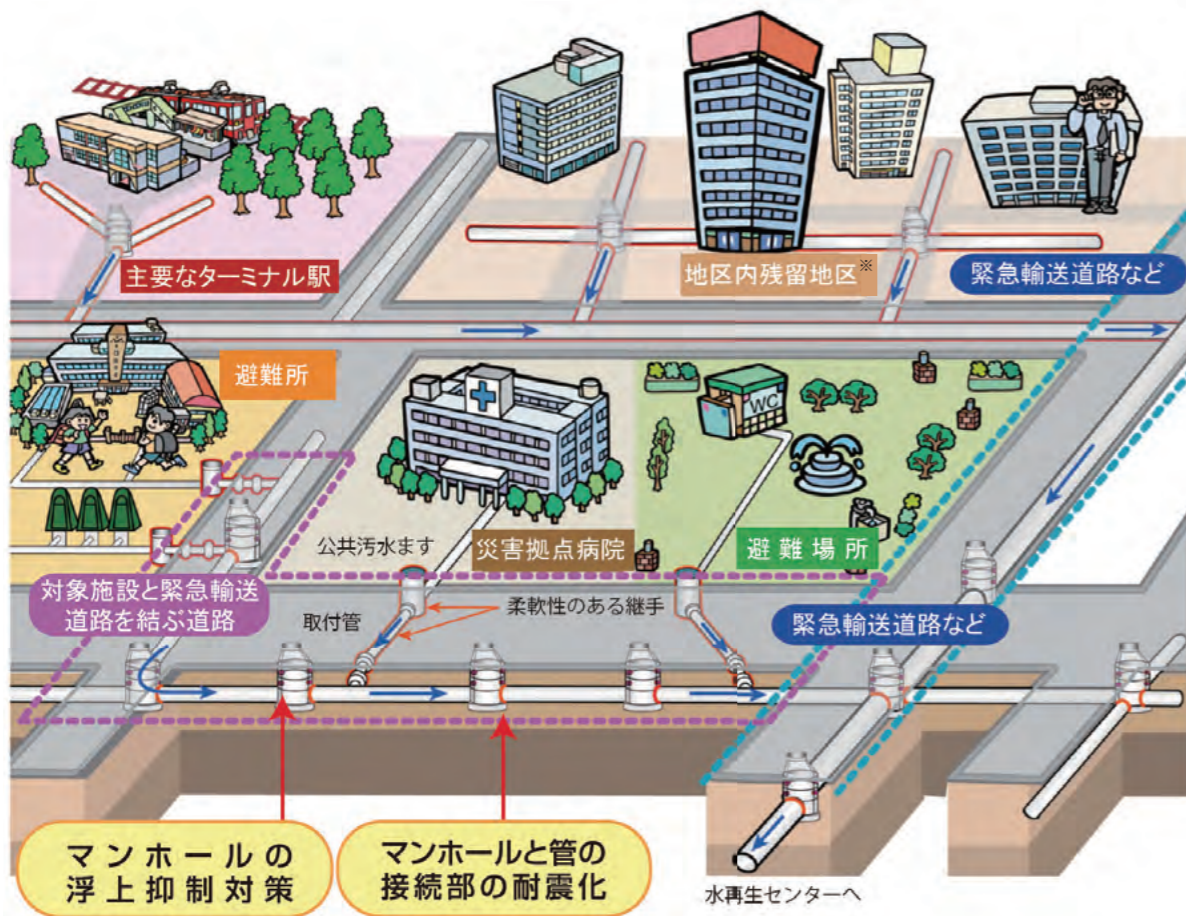 主要なターミナル駅
地区内残留地区※
緊急輸送道路など
避難所
WC
公共汚水ます
災害拠点病院
避難場所
対象施設と緊急輸送
道路を結ぶ道路
取付管
柔軟性のある継手
緊急輸送道路など
マンホールの
浮上抑制対策
マンホールと管の
接続部の耐震化
水再生センターへ